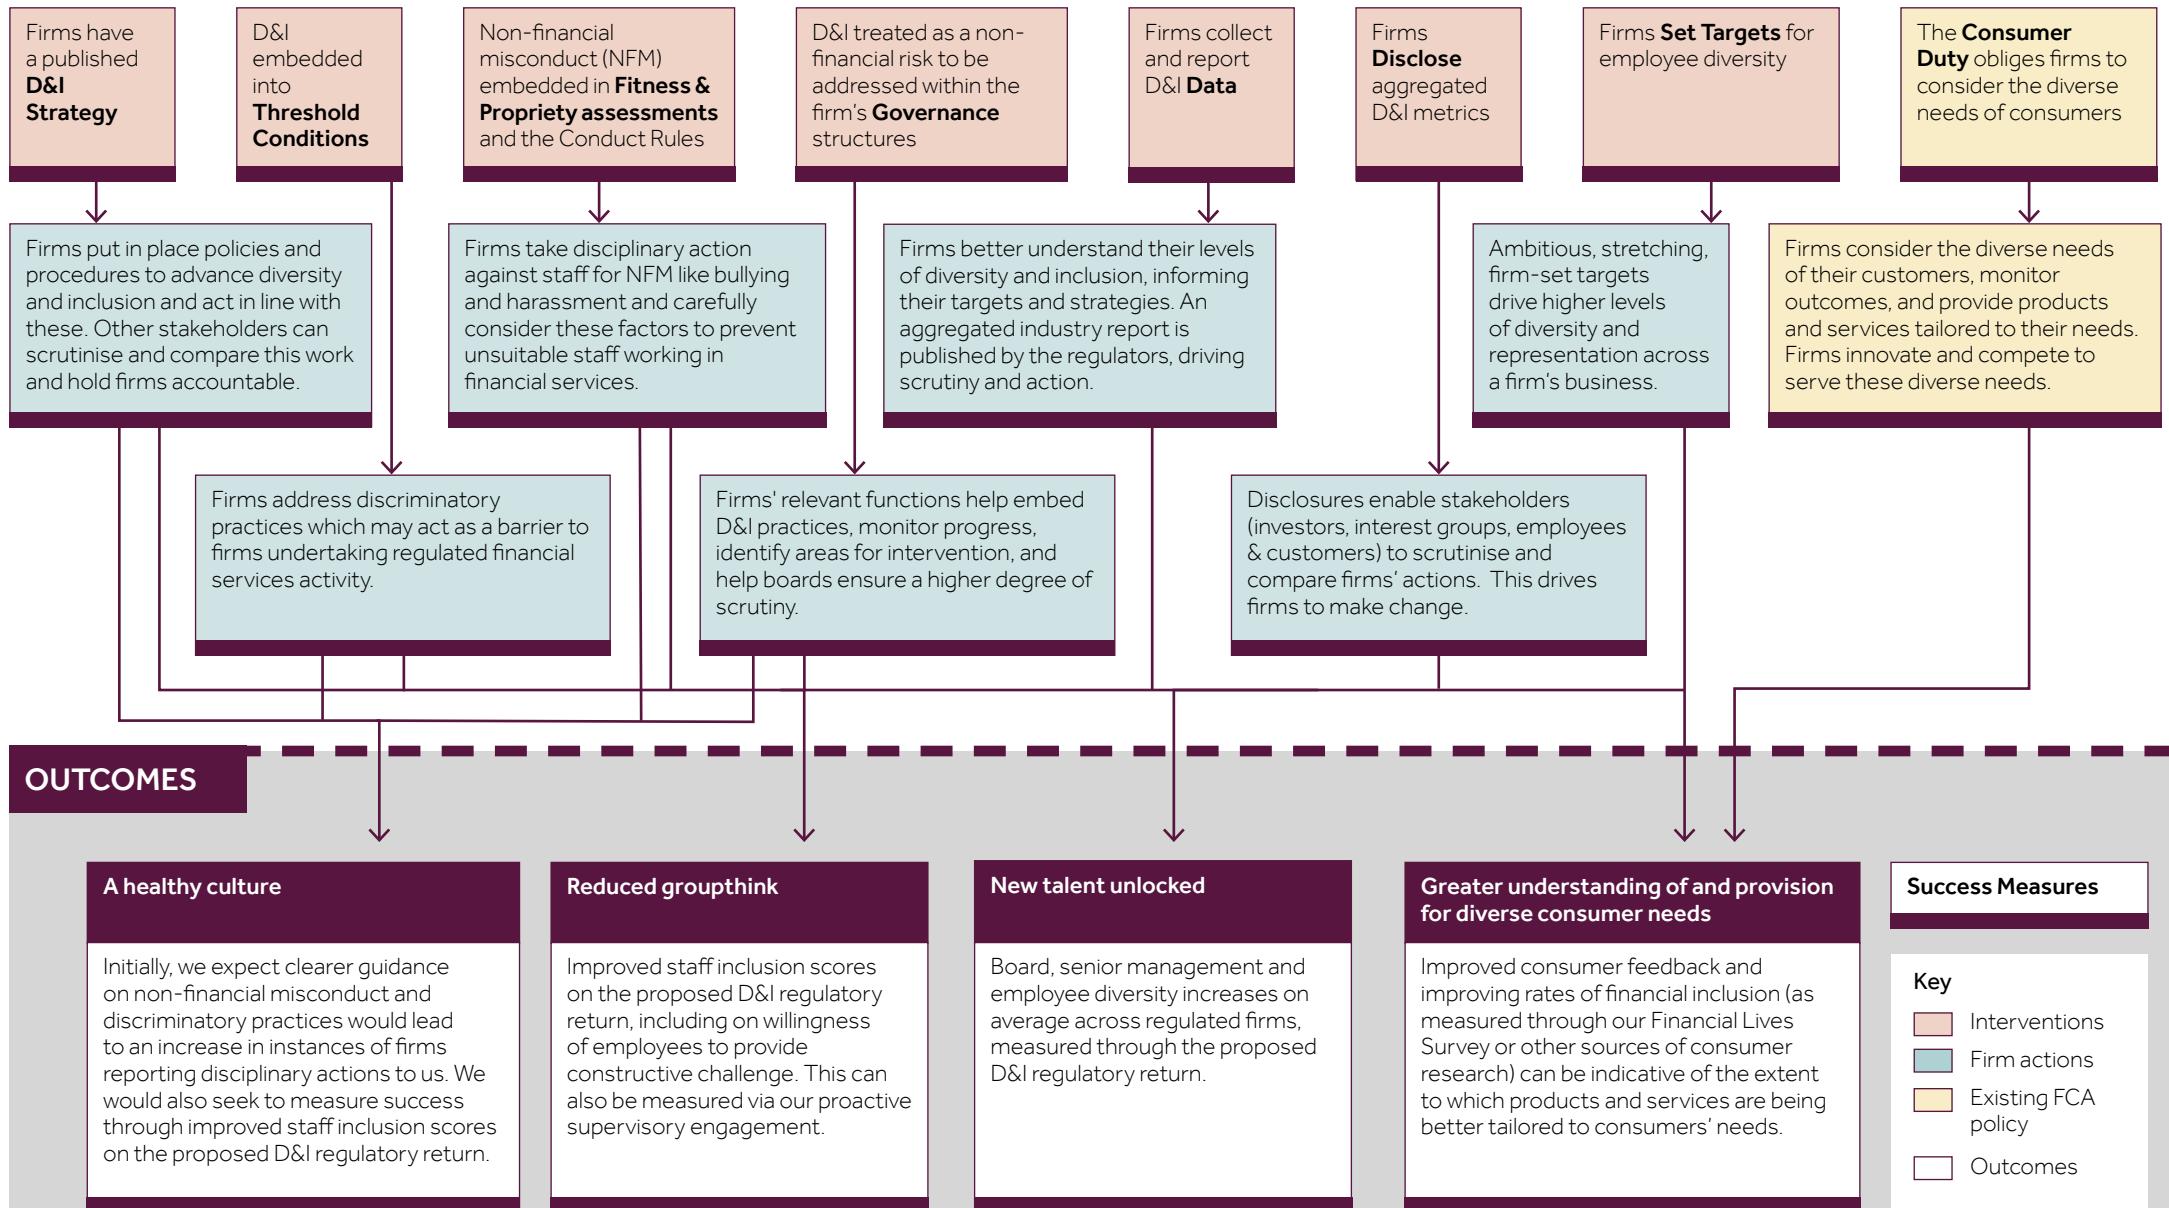 Firms have
a published
D&I
Strategy
D&I
embedded
into
Threshold
Conditions
Non-financial
misconduct (NFM)
embedded in Fitness &
Propriety assessments
and the Conduct Rules
D&I treated as a non-
financial risk to be
addressed within the
firm's Governance
structures
Firms collect
and report
D&I Data
Firms
Disclose
aggregated
D&I metrics
Firms Set Targets for
employee diversity
The Consumer
Duty obliges firms to
consider the diverse
needs of consumers
Firms put in place policies and
procedures to advance diversity
and inclusion and act in line with
these. Other stakeholders can
scrutinise and compare this work
and hold firms accountable.
Firms take disciplinary action
against staff for NFM like bullying
and harassment and carefully
consider these factors to prevent
unsuitable staff working in
financial services.
Firms better understand their levels
of diversity and inclusion, informing
their targets and strategies. An
aggregated industry report is
published by the regulators, driving
scrutiny and action.
Ambitious, stretching,
firm-set targets
drive higher levels
of diversity and
representation across
a firm's business.
Firms consider the diverse needs
of their customers, monitor
outcomes, and provide products
and services tailored to their needs.
Firms innovate and compete to
serve these diverse needs.
Firms address discriminatory
practices which may act as a barrier to
firms undertaking regulated financial
services activity.
Firms' relevant functions help embed
D&I practices, monitor progress,
identify areas for intervention, and
help boards ensure a higher degree of
scrutiny.
Disclosures enable stakeholders
(investors, interest groups, employees
& customers) to scrutinise and
compare firms' actions. This drives
firms to make change.
OUTCOMES
A healthy culture
Initially, we expect clearer guidance
on non-financial misconduct and
discriminatory practices would lead
to an increase in instances of firms
reporting disciplinary actions to us. We
would also seek to measure success
through improved staff inclusion scores
on the proposed D&I regulatory return.
Reduced groupthink
Improved staff inclusion scores
on the proposed D&I regulatory
return, including on willingness
of employees to provide
constructive challenge. This can
also be measured via our proactive
supervisory engagement.
New talent unlocked
Board, senior management and
employee diversity increases on
average across regulated firms,
measured through the proposed
D&I regulatory return.
Greater understanding of and provision
for diverse consumer needs
Improved consumer feedback and
improving rates of financial inclusion (as
measured through our Financial Lives
Survey or other sources of consumer
research) can be indicative of the extent
to which products and services are being
better tailored to consumers' needs.
Success Measures
Key
Interventions
Firm actions
Existing FCA
policy
Outcomes